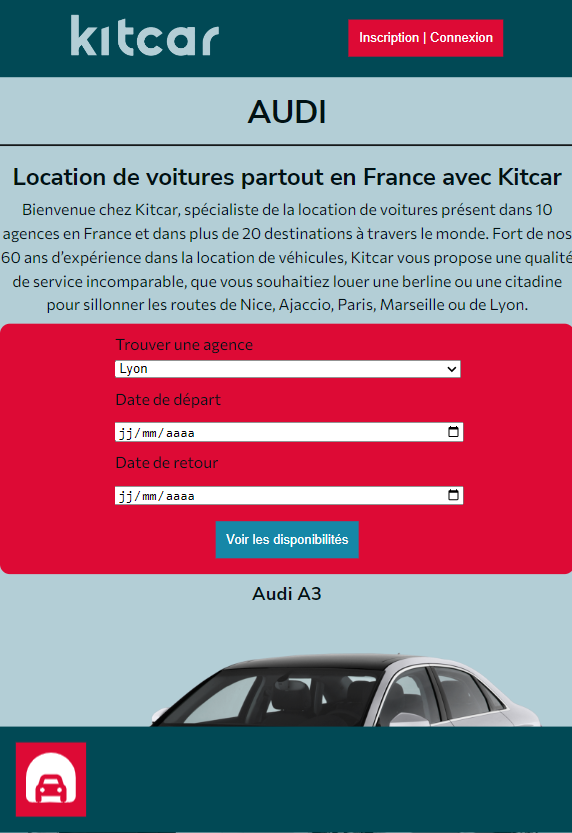 kitcar
Inscription | Connexion
AUDI
Location de voitures partout en France avec Kitcar
Bienvenue chez Kitcar, spécialiste de la location de voitures présent dans 10
agences en France et dans plus de 20 destinations à travers le monde. Fort de nos
60 ans d’expérience dans la location de véhicules, Kitcar vous propose une qualité
de service incomparable, que vous souhaitiez louer une berline ou une citadine
pour sillonner les routes de Nice, Ajaccio, Paris, Marseille ou de Lyon.
Trouver une agence
Lyon
Date de départ
jj/mm/aaaa
Date de retour
jj/mm/aaaa
Voir les disponibilités
Audi A3